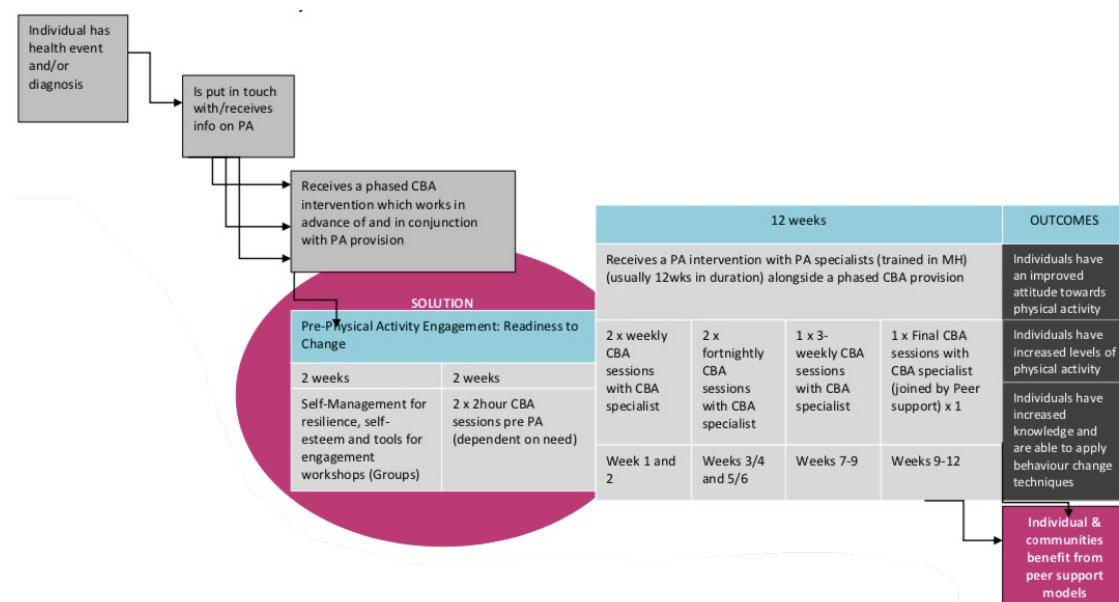 Individual has
health event
and/or
diagnosis
Is put in touch
with/receives
info on PA
Receives a phased CBA
intervention which works in
advance of and in conjunction
with PA provision
SOLUTION
Pre-Physical Activity Engagement: Readiness to
Change
2 weeks
2 weeks
Self-Management for
resilience, self-
esteem and tools for
engagement
workshops (Groups)
2 x 2hour CBA
sessions pre PA
(dependent on need)
12 weeks
Receives a PA intervention with PA specialists (trained in MH)
(usually 12wks in duration) alongside a phased CBA provision
2 x weekly
CBA
sessions
with CBA
specialist
2 x
fortnightly
CBA
sessions
with CBA
specialist
1 x 3-
weekly CBA
sessions
with CBA
specialist
1 x Final CBA
sessions with
CBA specialist
(joined by Peer
support) x 1
Week 1 and
2
Weeks 3/4
and 5/6
Weeks 7-9
Weeks 9-12
OUTCOMES
Individuals have
an improved
attitude towards
physical activity
Individuals have
increased levels of
physical activity
Individuals have
increased
knowledge and
are able to apply
behaviour change
techniques
Individual &
communities
benefit from
peer support
models